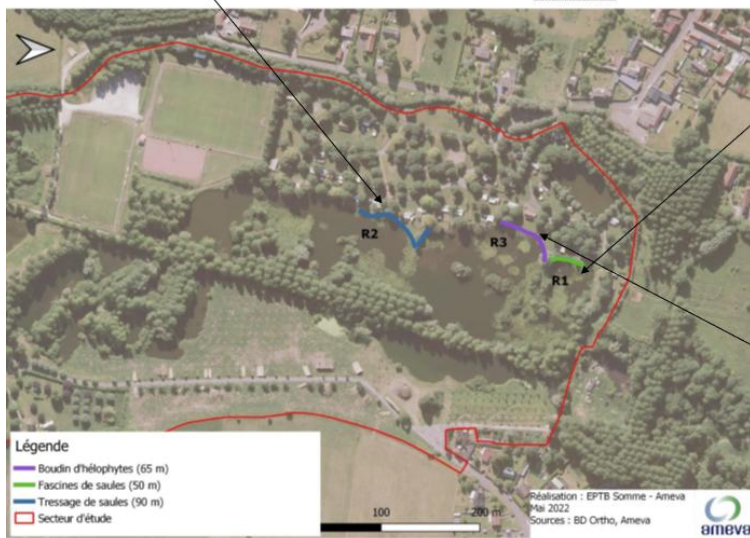 R2
R3
R1
Légende
Boudin d'hélophytes (65 m)
Fascines de saules (50 m)
Tressage de saules (90 m)
Secteur d'étude
100
200 m
Réalisation : EPTB Somme - Ameva
Mai 2022
Sources : BD Ortho, Ameva
ameva